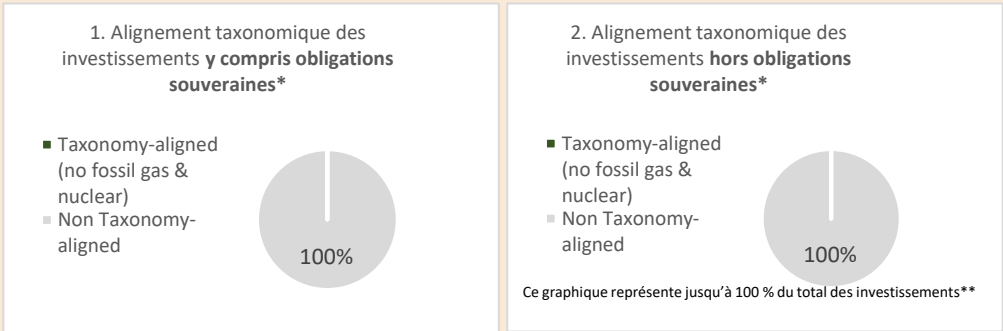 1. Alignement taxonomique des
investissements y compris obligations
souveraines*
Taxonomy-aligned
(no fossil gas &
nuclear)
Non Taxonomy-
aligned
100%
2. Alignement taxonomique des
investissements hors obligations
souveraines*
Taxonomy-aligned
(no fossil gas &
nuclear)
Non Taxonomy-
aligned
100%
Ce graphique représente jusqu’à 100 % du total des investissements**